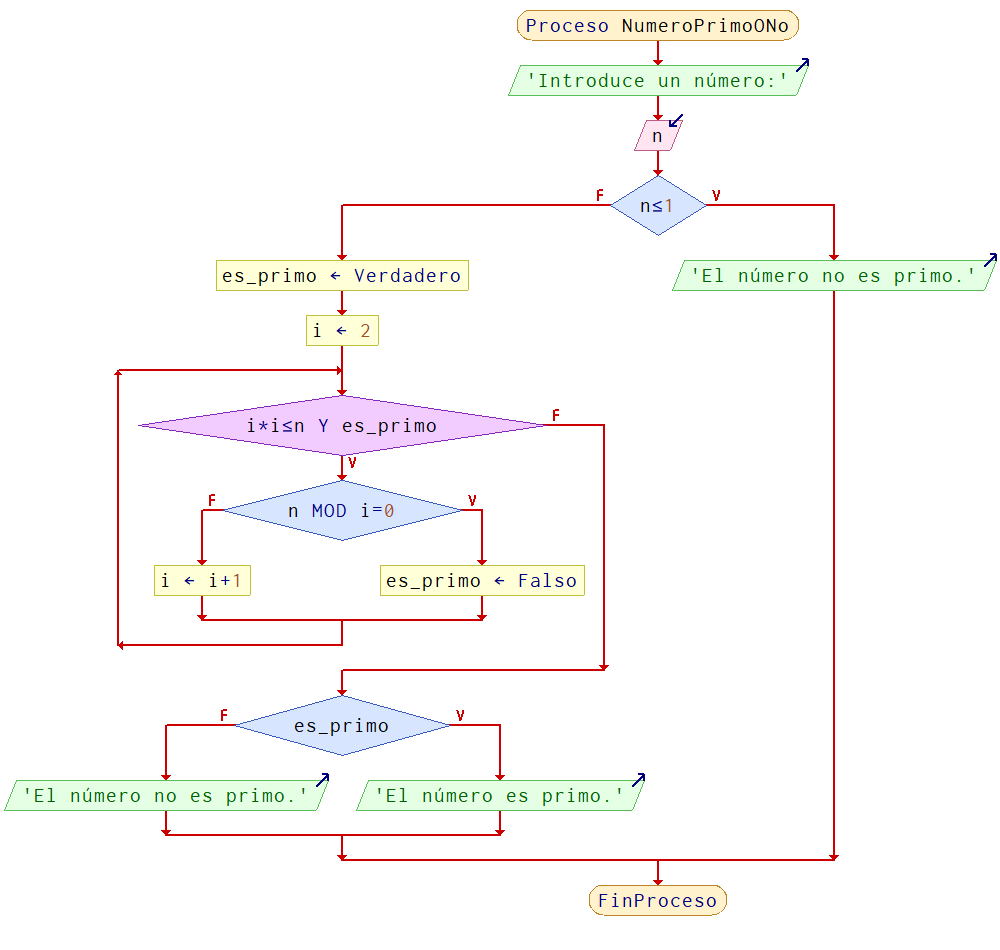 Proceso NumeroPrimoONo
'Introduce un número:'
n
n≤1
F
V
es_primo ← Verdadero
'El número no es primo.'
i ← 2
i*i≤n Y es_primo
F
V
n MOD i=0
F
V
i ← i+1
es_primo ← Falso
es_primo
F
V
'El número no es primo.'
'El número es primo.'
FinProceso